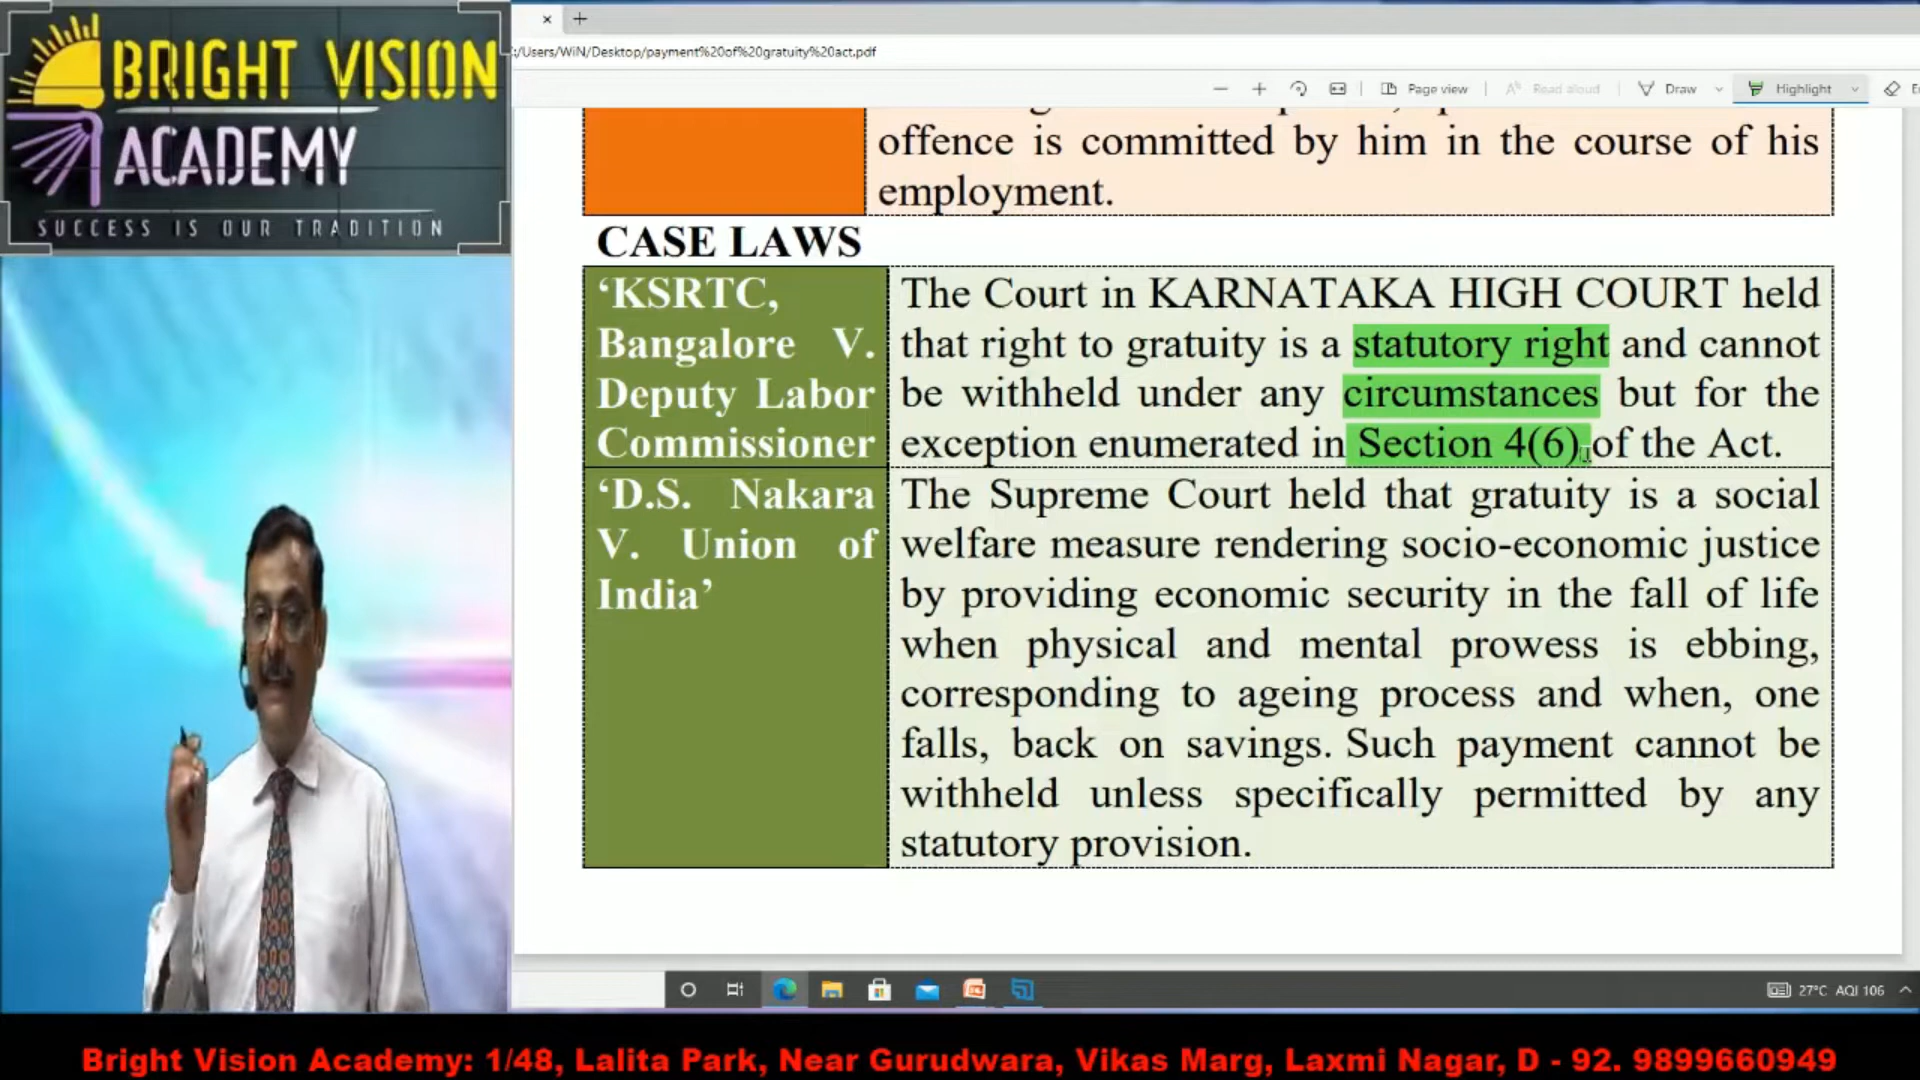 BRIGHT VISION
ACADEMY
SUCCESS IS OUR TRADITION
/Users/WiN/Desktop/payment%20of%20gratuity%20act.pdf
Page view
Read aloud
Draw
Highlight
offence is committed by him in the course of his
employment.
CASE LAWS
‘KSRTC,
Bangalore V.
Deputy Labor
Commissioner
The Court in KARNATAKA HIGH COURT held
that right to gratuity is a statutory right and cannot
be withheld under any circumstances but for the
exception enumerated in Section 4(6) of the Act.
‘D.S. Nakara
V. Union of
India’
The Supreme Court held that gratuity is a social
welfare measure rendering socio-economic justice
by providing economic security in the fall of life
when physical and mental prowess is ebbing,
corresponding to ageing process and when, one
falls, back on savings. Such payment cannot be
withheld unless specifically permitted by any
statutory provision.
27°C AQI 106
Bright Vision Academy: 1/48, Lalita Park, Near Gurudwara, Vikas Marg, Laxmi Nagar, D - 92. 9899660949